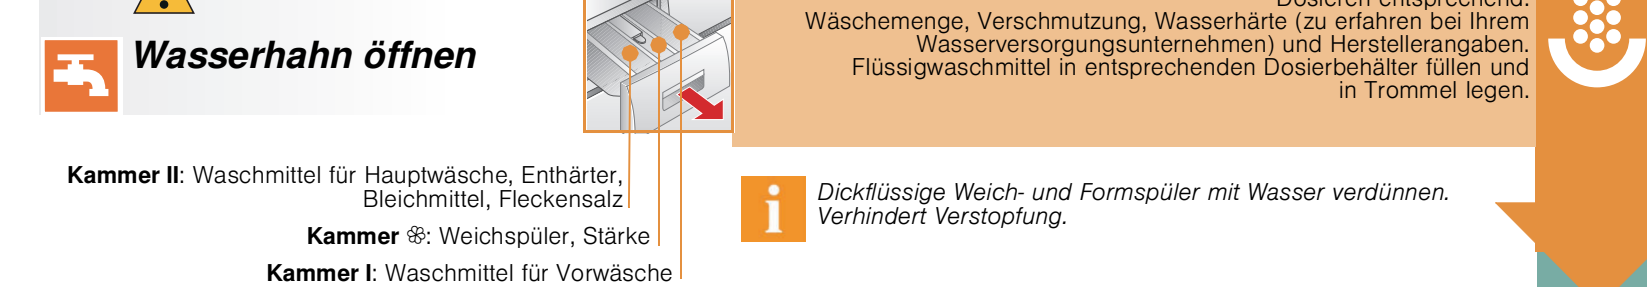 Wasserhahn öffnen
Dosieren entsprechend:
Wäschemenge, Verschmutzung, Wasserhärte (zu erfahren bei Ihrem
Wasserversorgungsunternehmen) und Herstellerangaben.
Flüssigwaschmittel in entsprechenden Dosierbehälter füllen und
in Trommel legen.
Kammer II: Waschmittel für Hauptwäsche, Enthärter,
Bleichmittel, Fleckensalz
Kammer ❀: Weichspüler, Stärke
Kammer I: Waschmittel für Vorwäsche
Dickflüssige Weich- und Formspüler mit Wasser verdünnen.
Verhindert Verstopfung.